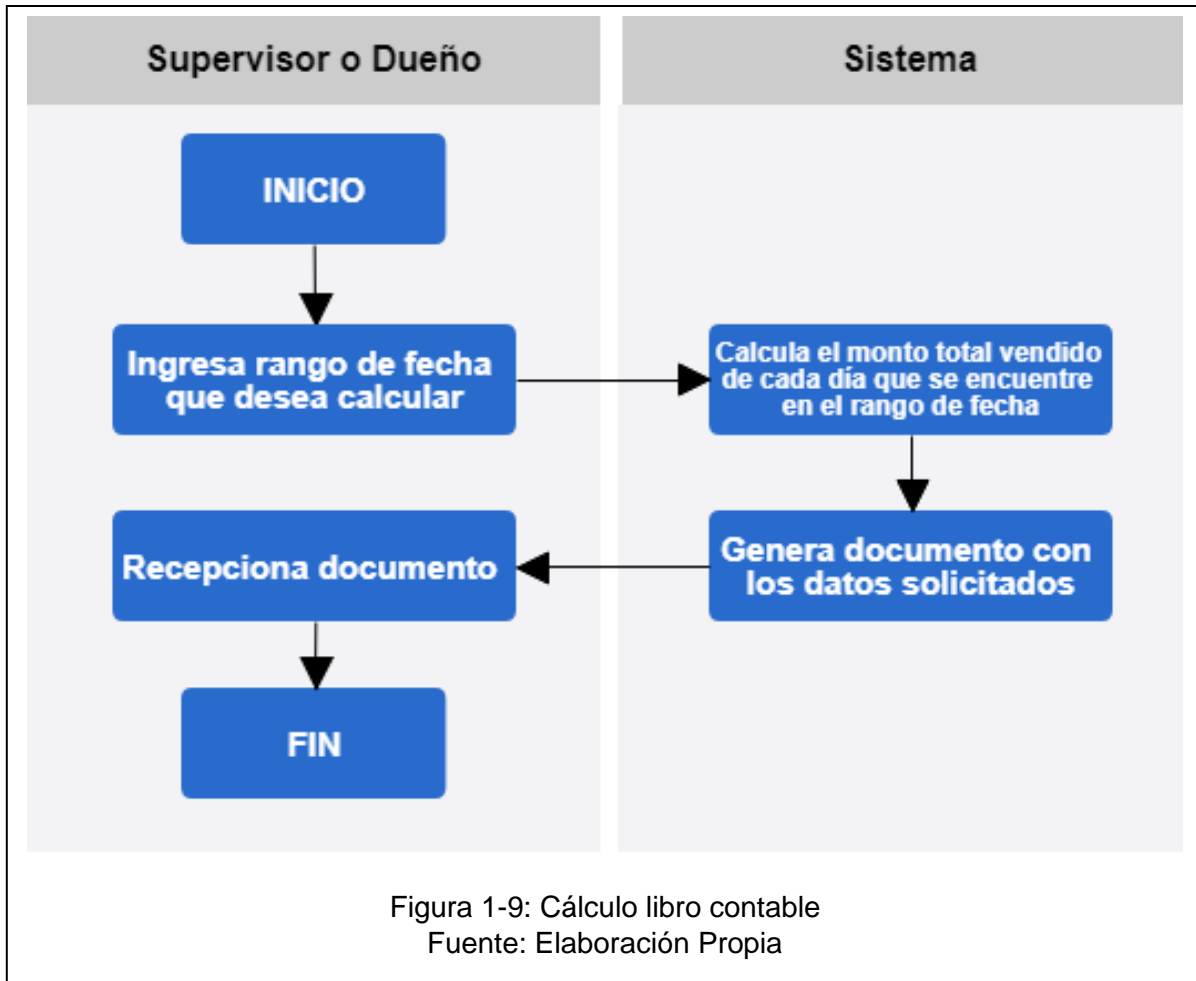 Supervisor o Dueño
Sistema
INICIO
Ingresa rango de fecha
que desea calcular
Calcula el monto total vendido
de cada día que se encuentre
en el rango de fecha
Genera documento con
los datos solicitados
Recepciona documento
FIN
Figura 1-9: Cálculo libro contable
Fuente: Elaboración Propia